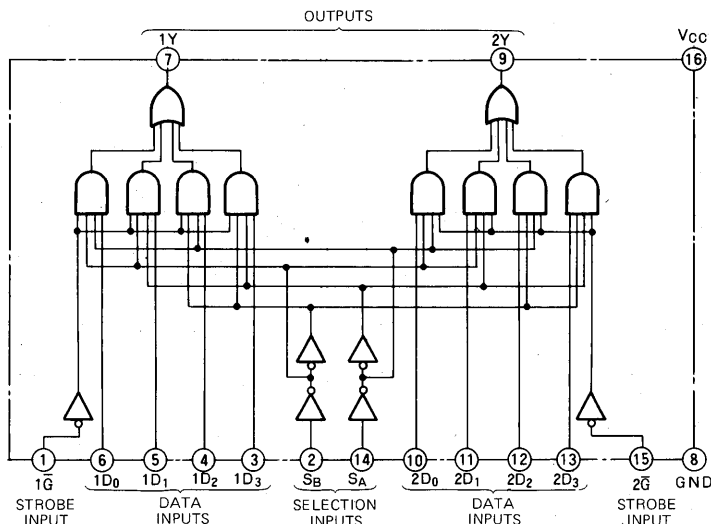 OUTPUTS
1Y 2Y VCC
7 9 16
1 6 5 4 3 2 14 10 11 12 13 15 8
1G̅ 1D0 1D1 1D2 1D3 SB SA 2D0 2D1 2D2 2D3 2G̅ GND
STROBE INPUT DATA INPUTS SELECTION INPUTS DATA INPUTS STROBE INPUT